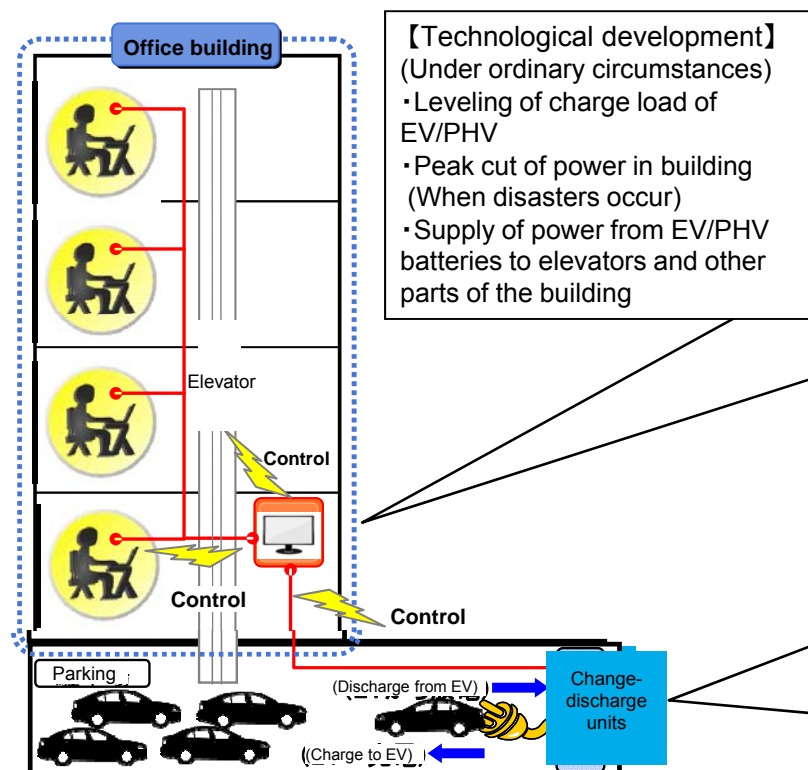 Office building
【Technological development】
(Under ordinary circumstances)
・Leveling of charge load of
EV/PHV
・Peak cut of power in building
(When disasters occur)
・Supply of power from EV/PHV
batteries to elevators and other
parts of the building
Elevator
Control
Control
Control
Parking
(Discharge from EV)
(Charge to EV)
Change-
discharge
units